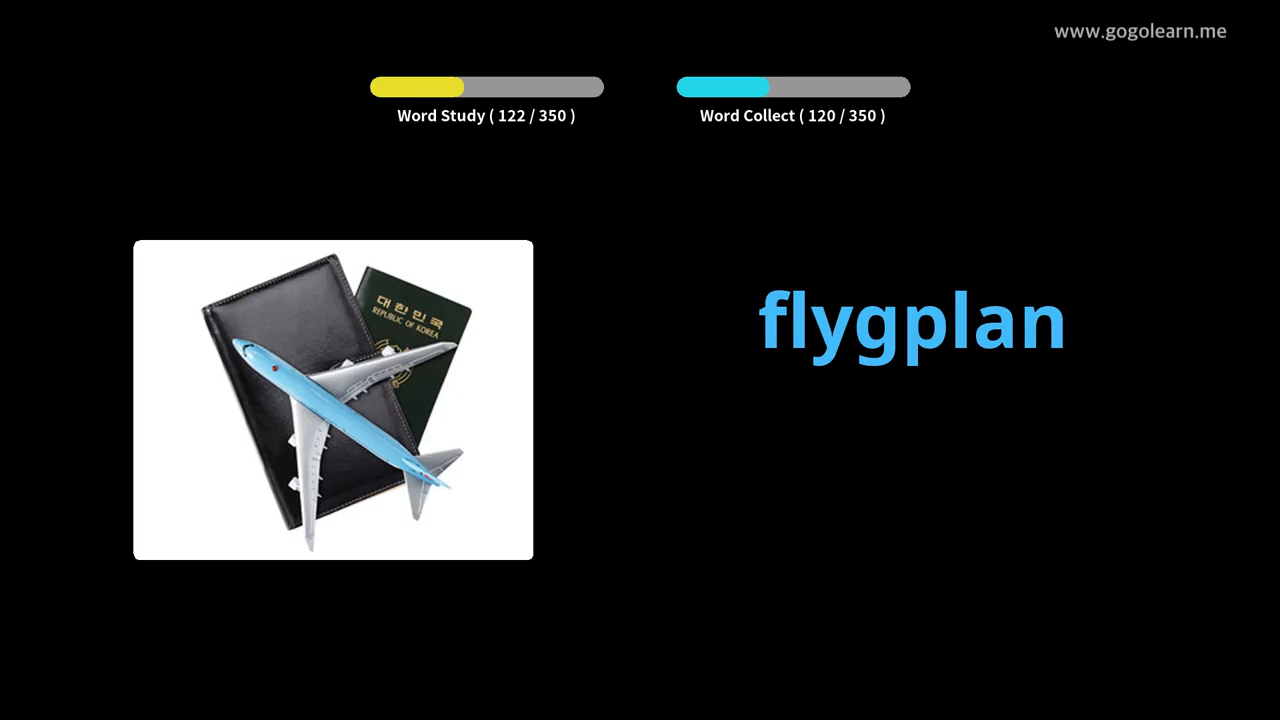 www.gogolearn.me
Word Study ( 122 / 350 )
Word Collect ( 120 / 350 )
대한민국
REPUBLIC OF KOREA
flygplan